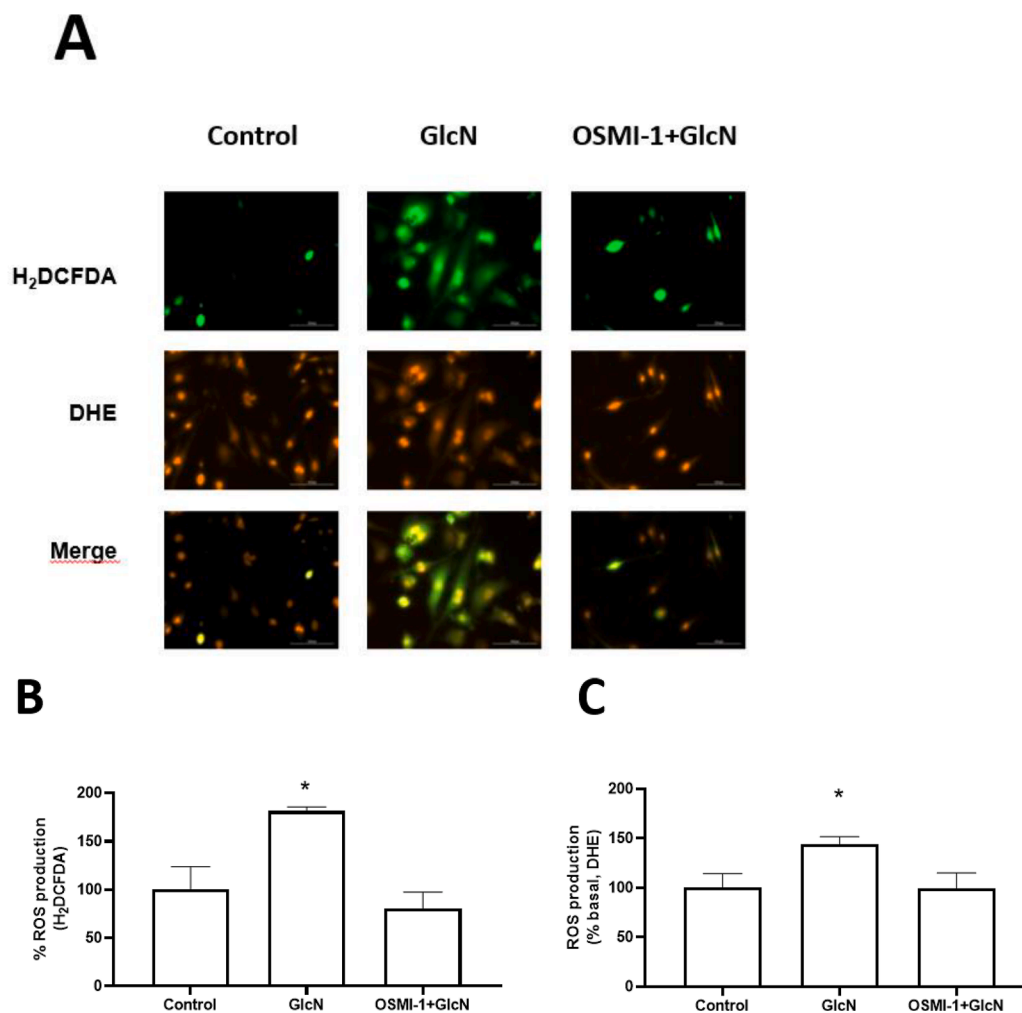 A
Control GlcN OSMI-1+GlcN
H₂DCFDA
DHE
Merge
B
C
% ROS production
(H₂DCFDA)
200
150
100
50
0
*
Control GlcN OSMI-1+GlcN
ROS production
(% basal, DHE)
200
150
100
50
0
*
Control GlcN OSMI-1+GlcN